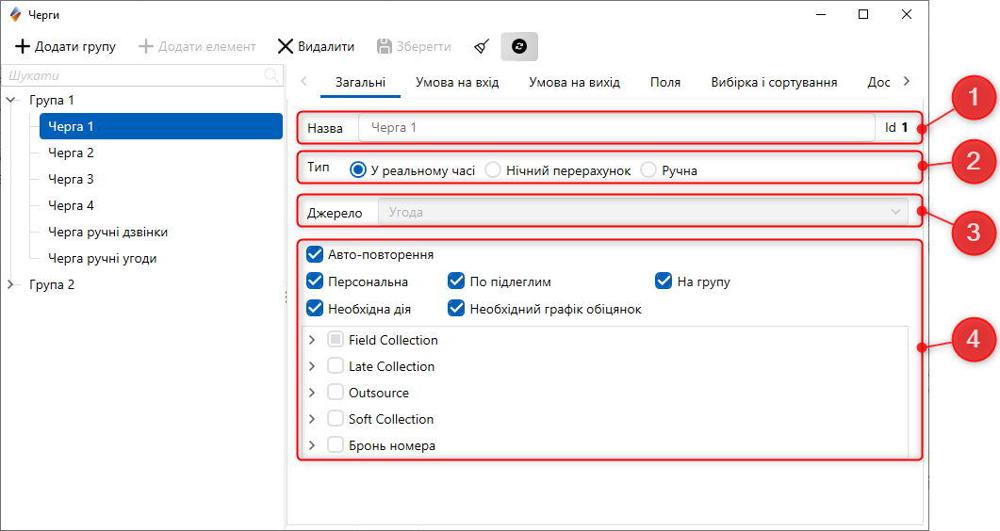 Черги
Додати групу Додати елемент Видалити Зберегти
Шукати
Група 1
Черга 1
Черга 2
Черга 3
Черга 4
Черга ручні дзвінки
Черга ручні угоди
Група 2
Загальні Умова на вхід Умова на вихід Поля Вибірка і сортування Дос
Назва Черга 1 Id 1
1
Тип У реальному часі Нічний перерахунок Ручна
2
Джерело Угода
3
Авто-повторення
Персональна По підлеглим На групу
Необхідна дія Необхідний графік обіцянок
4
Field Collection
Late Collection
Outsource
Soft Collection
Бронь номера